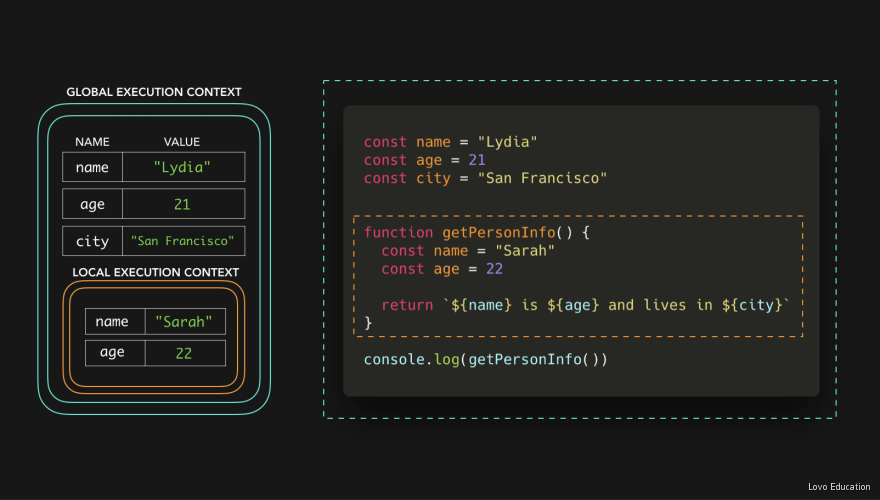 GLOBAL EXECUTION CONTEXT
NAME VALUE
name "Lydia"
age 21
city "San Francisco"
LOCAL EXECUTION CONTEXT
name "Sarah"
age 22
const name = "Lydia"
const age = 21
const city = "San Francisco"
function getPersonInfo() {
  const name = "Sarah"
  const age = 22
  return `${name} is ${age} and lives in ${city}`
}
console.log(getPersonInfo())
Lovo Education